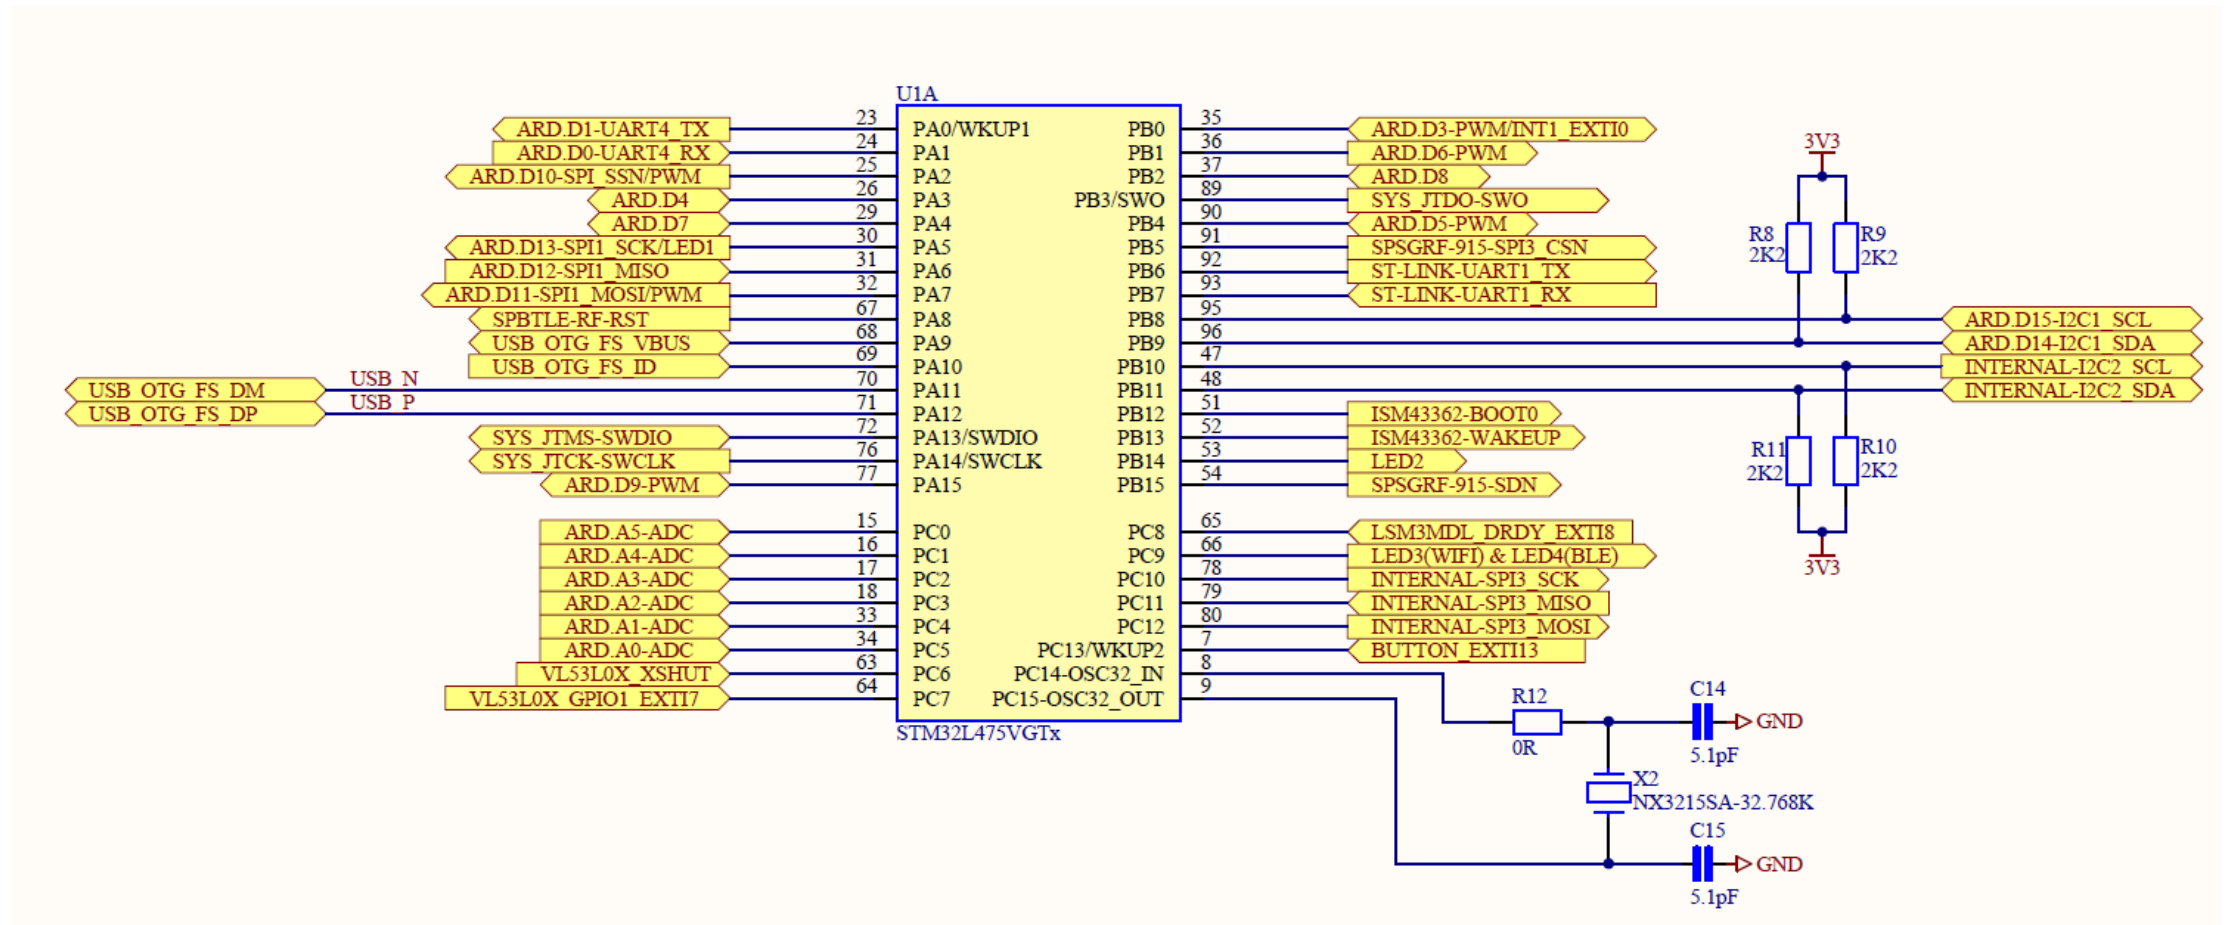 U1A
ARD.D1-UART4_TX 23 PA0/WKUP1 PB0 35 ARD.D3-PWM/INT1_EXTI0
ARD.D0-UART4_RX 24 PA1 PB1 36 ARD.D6-PWM
ARD.D10-SPI_SSN/PWM 25 PA2 PB2 37 ARD.D8
ARD.D4 26 PA3 PB3/SWO 89 SYS_JTDO-SWO
ARD.D7 29 PA4 PB4 90 ARD.D5-PWM
ARD.D13-SPI1_SCK/LED1 30 PA5 PB5 91 SPSGRF-915-SPI3_CSN
ARD.D12-SPI1_MISO 31 PA6 PB6 92 ST-LINK-UART1_TX
ARD.D11-SPI1_MOSI/PWM 32 PA7 PB7 93 ST-LINK-UART1_RX
SPBTLE-RF-RST 67 PA8 PB8 95 ARD.D15-I2C1_SCL
USB_OTG_FS_VBUS 68 PA9 PB9 96 ARD.D14-I2C1_SDA
USB_OTG_FS_ID 69 PA10 PB10 47 INTERNAL-I2C2_SCL
USB_OTG_FS_DM USB_N 70 PA11 PB11 48 INTERNAL-I2C2_SDA
USB_OTG_FS_DP USB_P 71 PA12 PB12 51 ISM43362-BOOT0
SYS_JTMS-SWDIO 72 PA13/SWDIO PB13 52 ISM43362-WAKEUP
SYS_JTCK-SWCLK 76 PA14/SWCLK PB14 53 LED2
ARD.D9-PWM 77 PA15 PB15 54 SPSGRF-915-SDN
ARD.A5-ADC 15 PC0 PC8 65 LSM3MDL_DRDY_EXTI8
ARD.A4-ADC 16 PC1 PC9 66 LED3(WIFI) & LED4(BLE)
ARD.A3-ADC 17 PC2 PC10 78 INTERNAL-SPI3_SCK
ARD.A2-ADC 18 PC3 PC11 79 INTERNAL-SPI3_MISO
ARD.A1-ADC 33 PC4 PC12 80 INTERNAL-SPI3_MOSI
ARD.A0-ADC 34 PC5 PC13/WKUP2 7 BUTTON_EXTI13
VL53L0X_XSHUT 63 PC6 PC14-OSC32_IN 8
VL53L0X_GPIO1_EXTI7 64 PC7 PC15-OSC32_OUT 9
STM32L475VGTx
3V3
R8 R9
2K2 2K2
R11 R10
2K2 2K2
3V3
R12
0R
C14
GND
5.1pF
X2
NX3215SA-32.768K
C15
GND
5.1pF